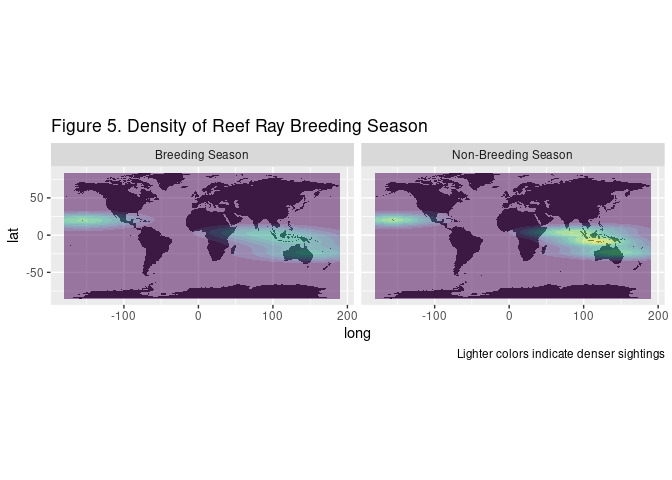 Figure 5. Density of Reef Ray Breeding Season
Breeding Season
Non-Breeding Season
50
0
-50
lat
-100
0
100
200
-100
0
100
200
long
Lighter colors indicate denser sightings